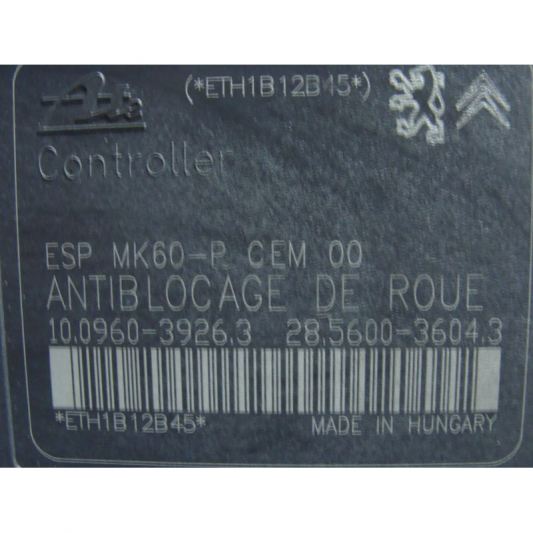 Ate (*ETH1B12B45*)
Controller
ESP MK60-P CEM 00
ANTIBLOCAGE DE ROUE
10.0960-3926.3 28.5600-3604.3
*ETH1B12B45* MADE IN HUNGARY